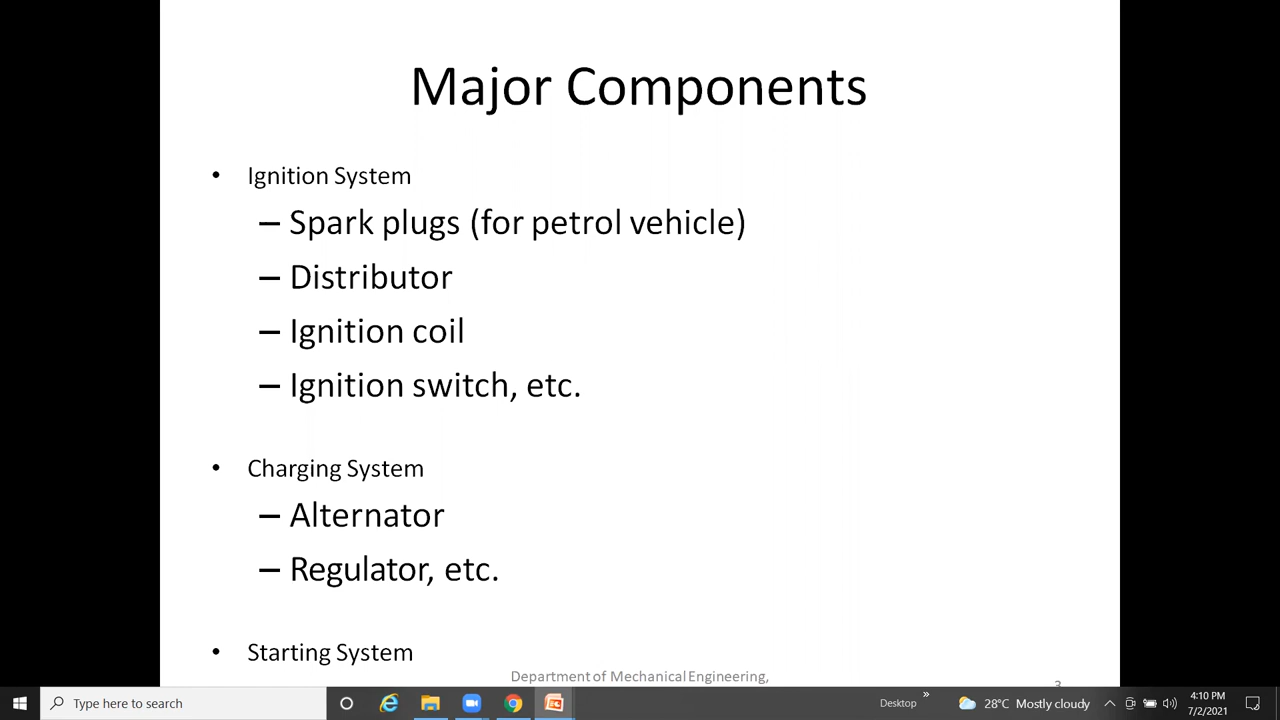 Major Components
• Ignition System
– Spark plugs (for petrol vehicle)
– Distributor
– Ignition coil
– Ignition switch, etc.
• Charging System
– Alternator
– Regulator, etc.
• Starting System
Department of Mechanical Engineering,
3
Type here to search
Desktop
»
28°C Mostly cloudy
4:10 PM
7/2/2021